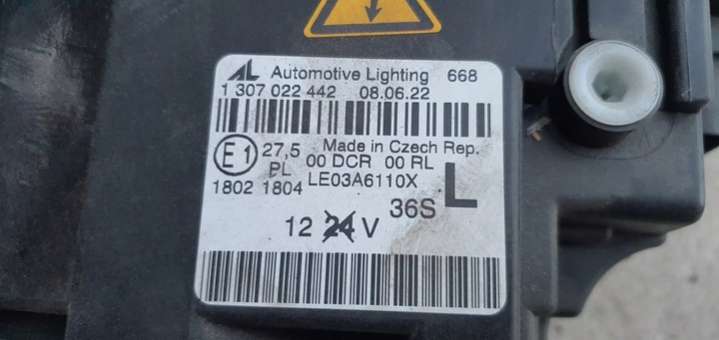 AL Automotive Lighting 668
1 307 022 442 08.06.22
E1 27,5 Made in Czech Rep.
PL 00 DCR 00 RL
1802 1804 LE03A6110X L
36S
12 24 V